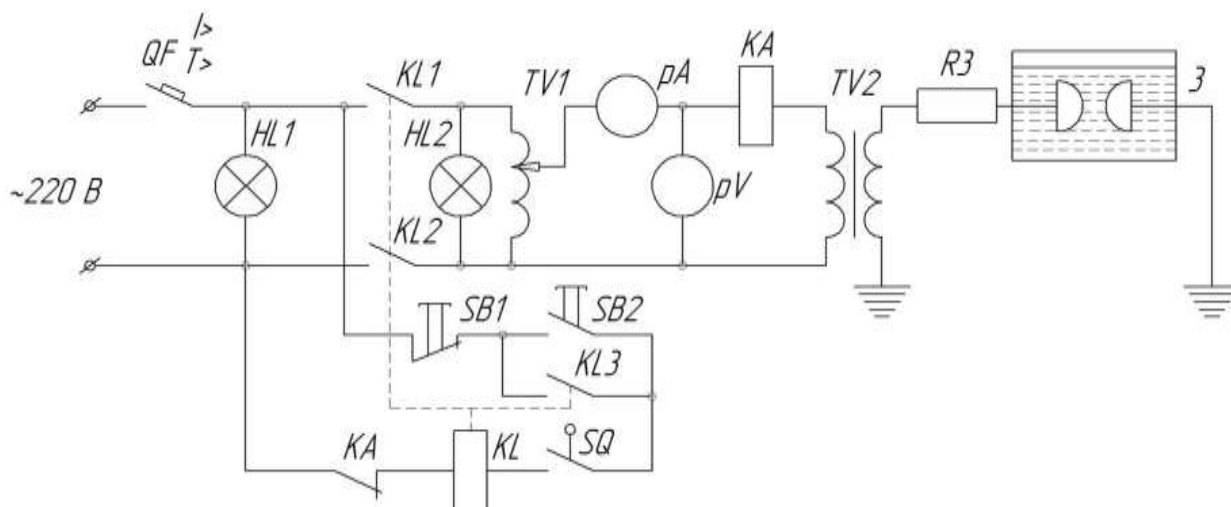 I>
QF T>
KL1
TV1
pA
KA
TV2
R3
З
HL1
HL2
~220 В
pV
KL2
SB1
SB2
KL3
KA
KL
SQ